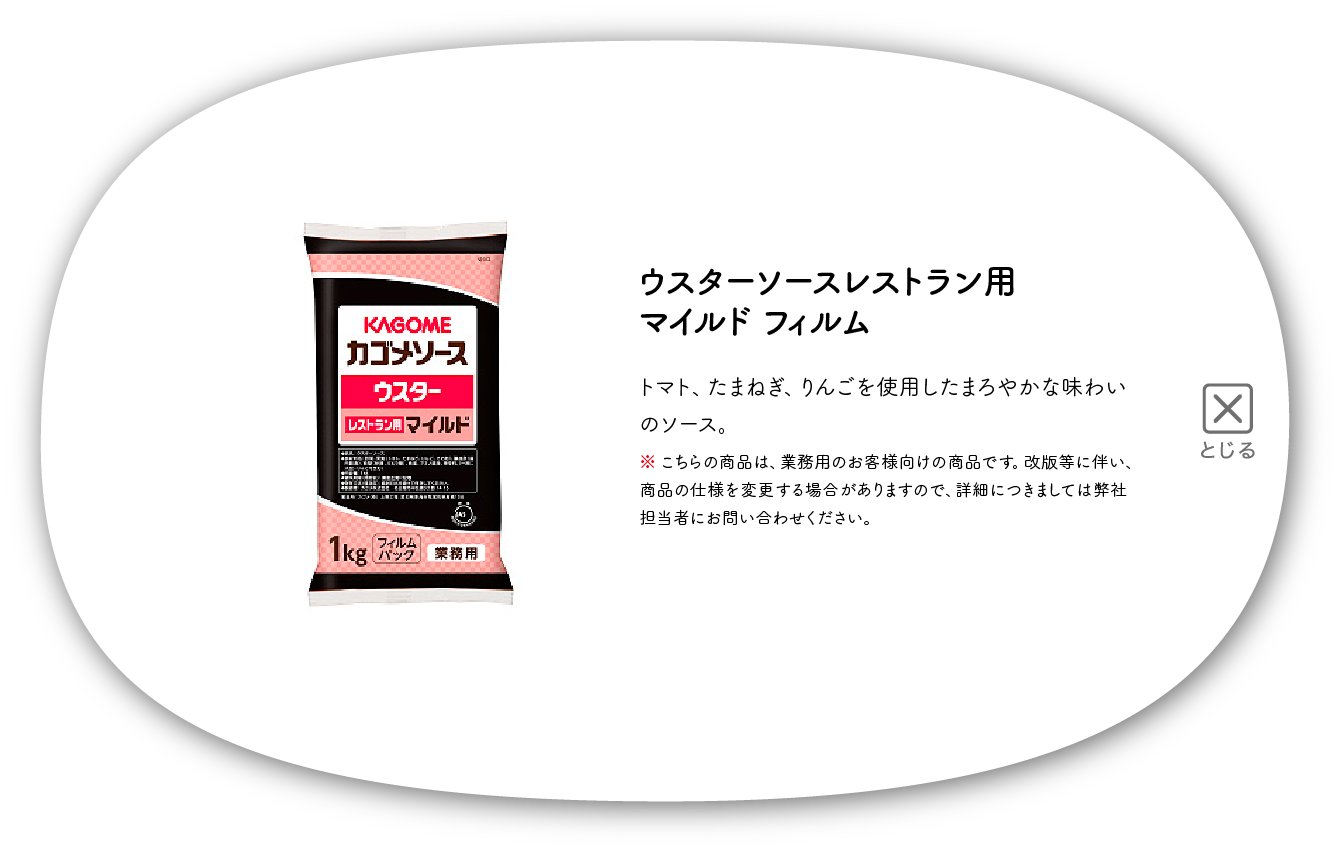 KAGOME
カゴメソース
ウスター
レストラン用 マイルド
1kg フィルムパック 業務用
ウスターソースレストラン用
マイルド フィルム
トマト、たまねぎ、りんごを使用したまろやかな味わい
のソース。
※ こちらの商品は、業務用のお客様向けの商品です。改版等に伴い、
商品の仕様を変更する場合がありますので、詳細につきましては弊社
担当者にお問い合わせください。
とじる